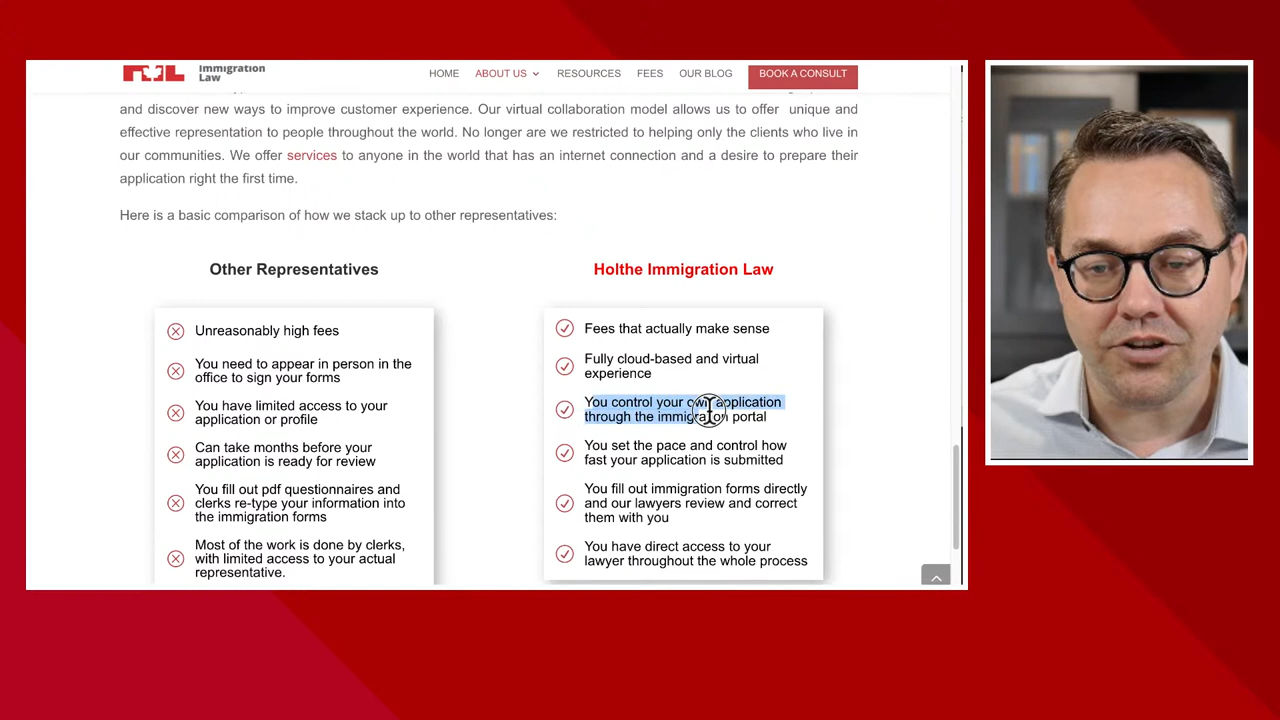 Immigration
Law
HOME
ABOUT US
RESOURCES
FEES
OUR BLOG
BOOK A CONSULT
and discover new ways to improve customer experience. Our virtual collaboration model allows us to offer unique and
effective representation to people throughout the world. No longer are we restricted to helping only the clients who live in
our communities. We offer services to anyone in the world that has an internet connection and a desire to prepare their
application right the first time.
Here is a basic comparison of how we stack up to other representatives:
Other Representatives
Unreasonably high fees
You need to appear in person in the
office to sign your forms
You have limited access to your
application or profile
Can take months before your
application is ready for review
You fill out pdf questionnaires and
clerks re-type your information into
the immigration forms
Most of the work is done by clerks,
with limited access to your actual
representative.
Holthe Immigration Law
Fees that actually make sense
Fully cloud-based and virtual
experience
You control your own application
through the immigration portal
You set the pace and control how
fast your application is submitted
You fill out immigration forms directly
and our lawyers review and correct
them with you
You have direct access to your
lawyer throughout the whole process